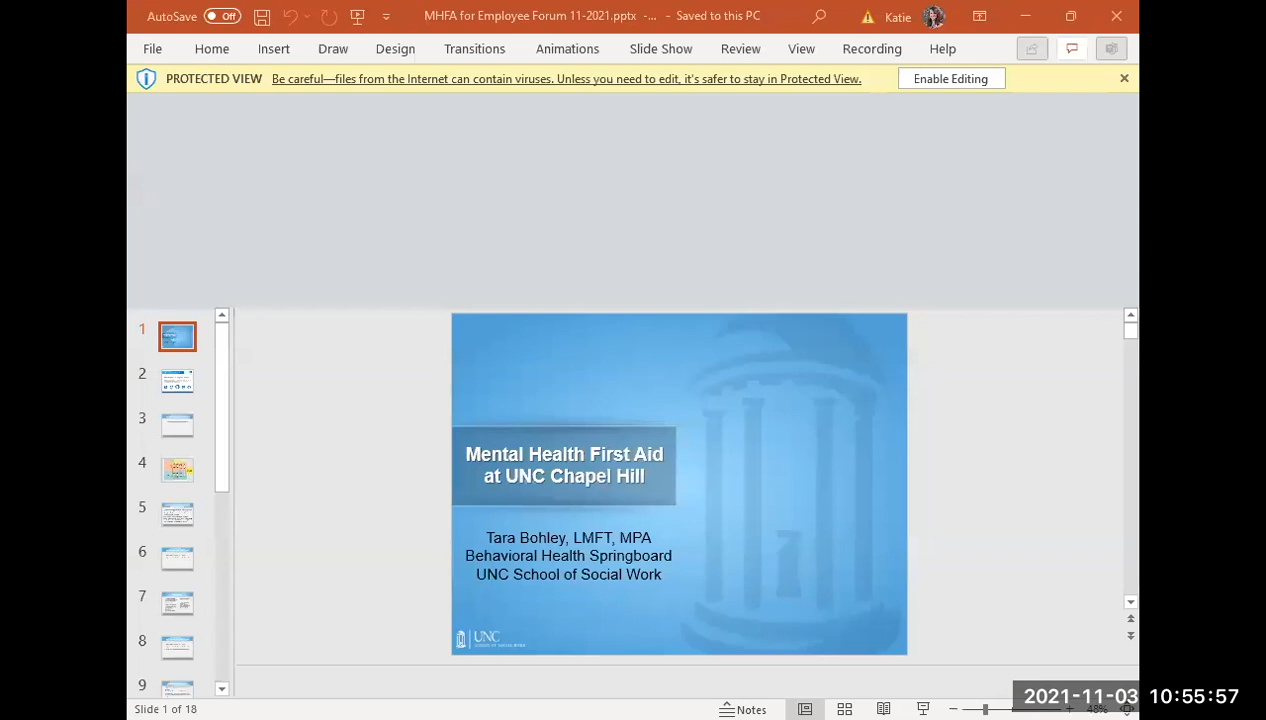 AutoSave Off MHFA for Employee Forum 11-2021.pptx -... - Saved to this PC Katie
File Home Insert Draw Design Transitions Animations Slide Show Review View Recording Help
PROTECTED VIEW Be careful—files from the Internet can contain viruses. Unless you need to edit, it's safer to stay in Protected View. Enable Editing
1
2
3
4
5
6
7
8
9
Mental Health First Aid
at UNC Chapel Hill
Tara Bohley, LMFT, MPA
Behavioral Health Springboard
UNC School of Social Work
UNC
Slide 1 of 18 Notes 48%
2021-11-03 10:55:57